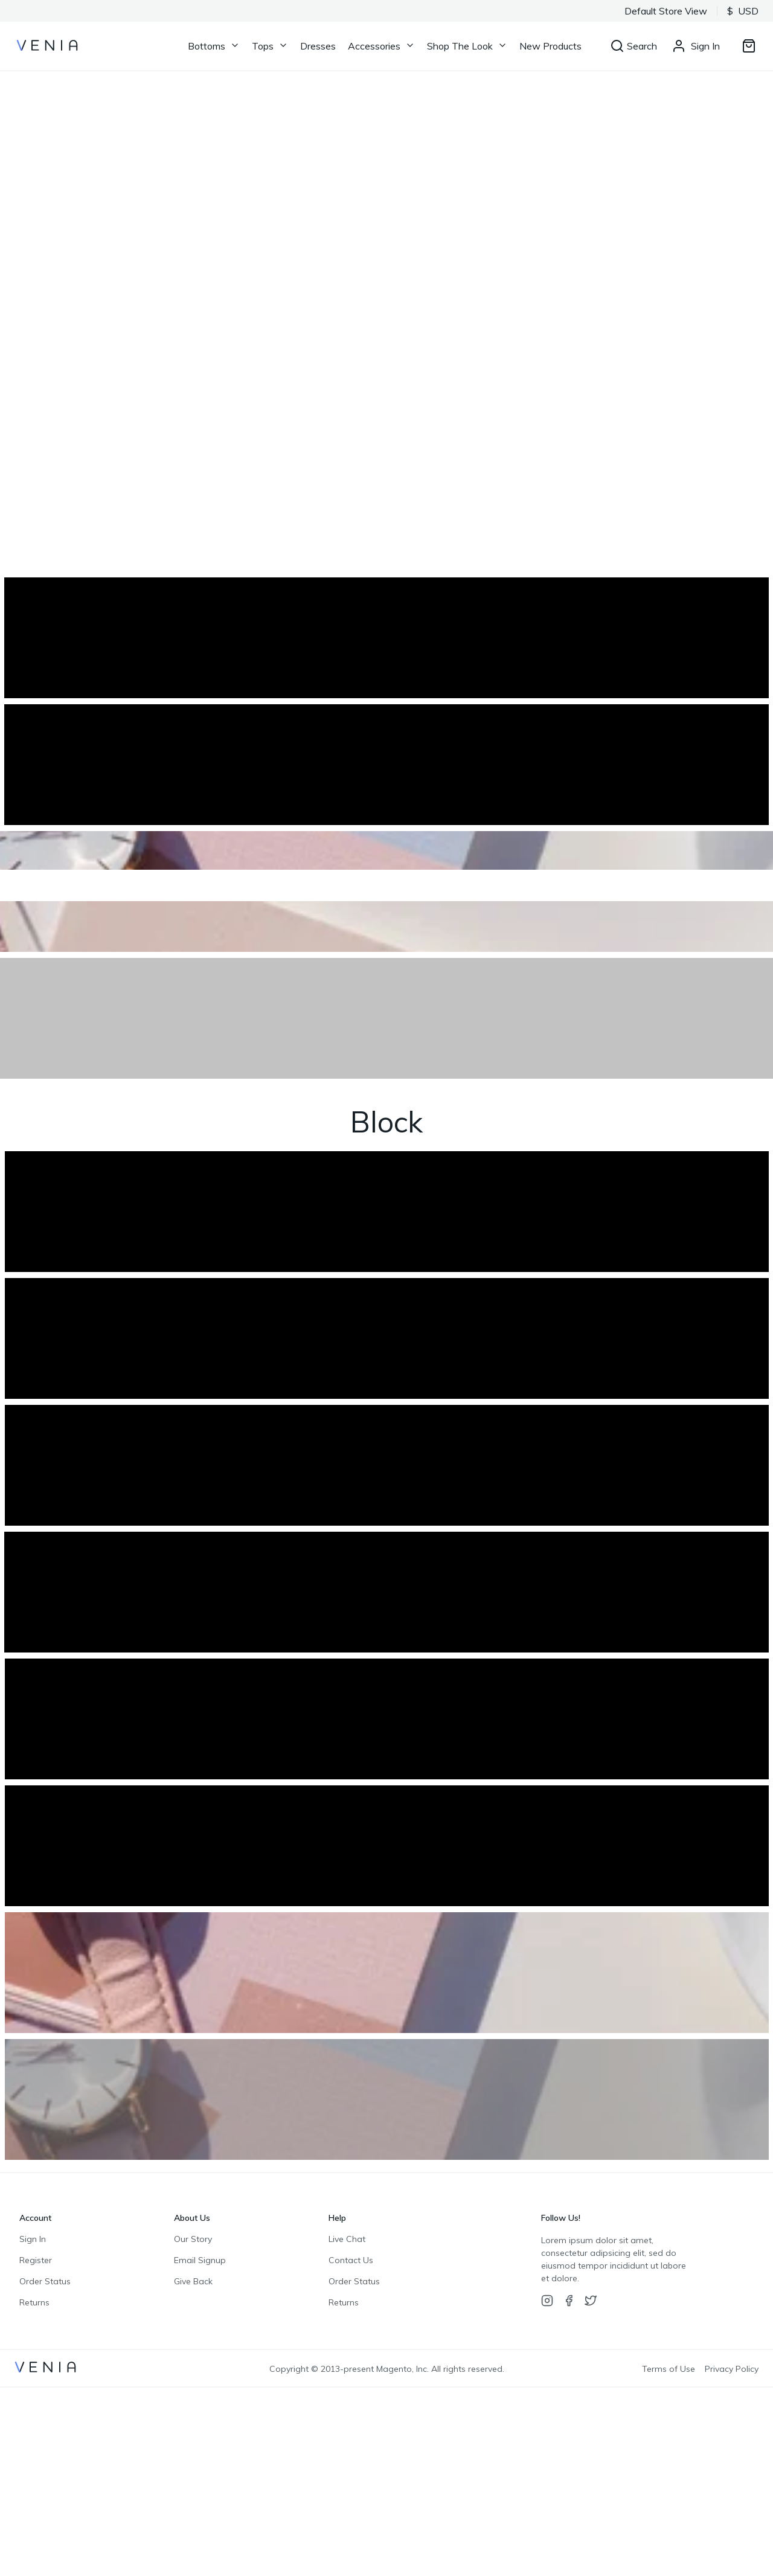 Default Store View $ USD
VENIA Bottoms Tops Dresses Accessories Shop The Look New Products Search Sign In
Block
Account
Sign In
Register
Order Status
Returns
About Us
Our Story
Email Signup
Give Back
Help
Live Chat
Contact Us
Order Status
Returns
Follow Us!
Lorem ipsum dolor sit amet,
consectetur adipsicing elit, sed do
eiusmod tempor incididunt ut labore
et dolore.
VENIA Copyright © 2013-present Magento, Inc. All rights reserved. Terms of Use Privacy Policy